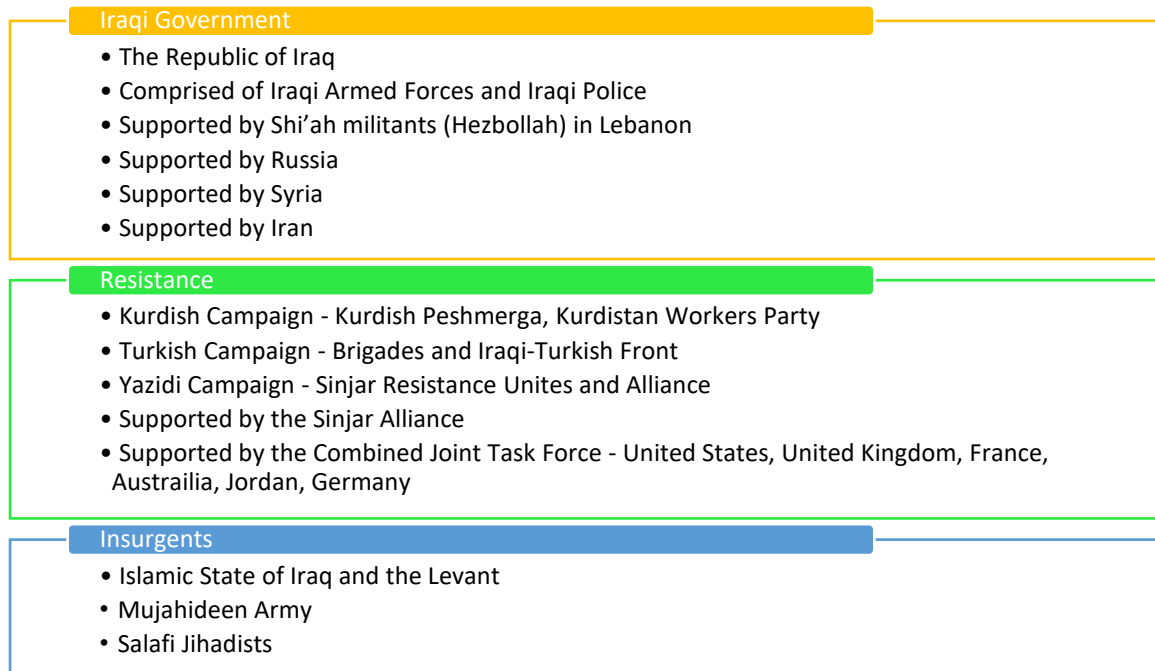 Iraqi Government
• The Republic of Iraq
• Comprised of Iraqi Armed Forces and Iraqi Police
• Supported by Shi’ah militants (Hezbollah) in Lebanon
• Supported by Russia
• Supported by Syria
• Supported by Iran
Resistance
• Kurdish Campaign - Kurdish Peshmerga, Kurdistan Workers Party
• Turkish Campaign - Brigades and Iraqi-Turkish Front
• Yazidi Campaign - Sinjar Resistance Unites and Alliance
• Supported by the Sinjar Alliance
• Supported by the Combined Joint Task Force - United States, United Kingdom, France,
Austrailia, Jordan, Germany
Insurgents
• Islamic State of Iraq and the Levant
• Mujahideen Army
• Salafi Jihadists